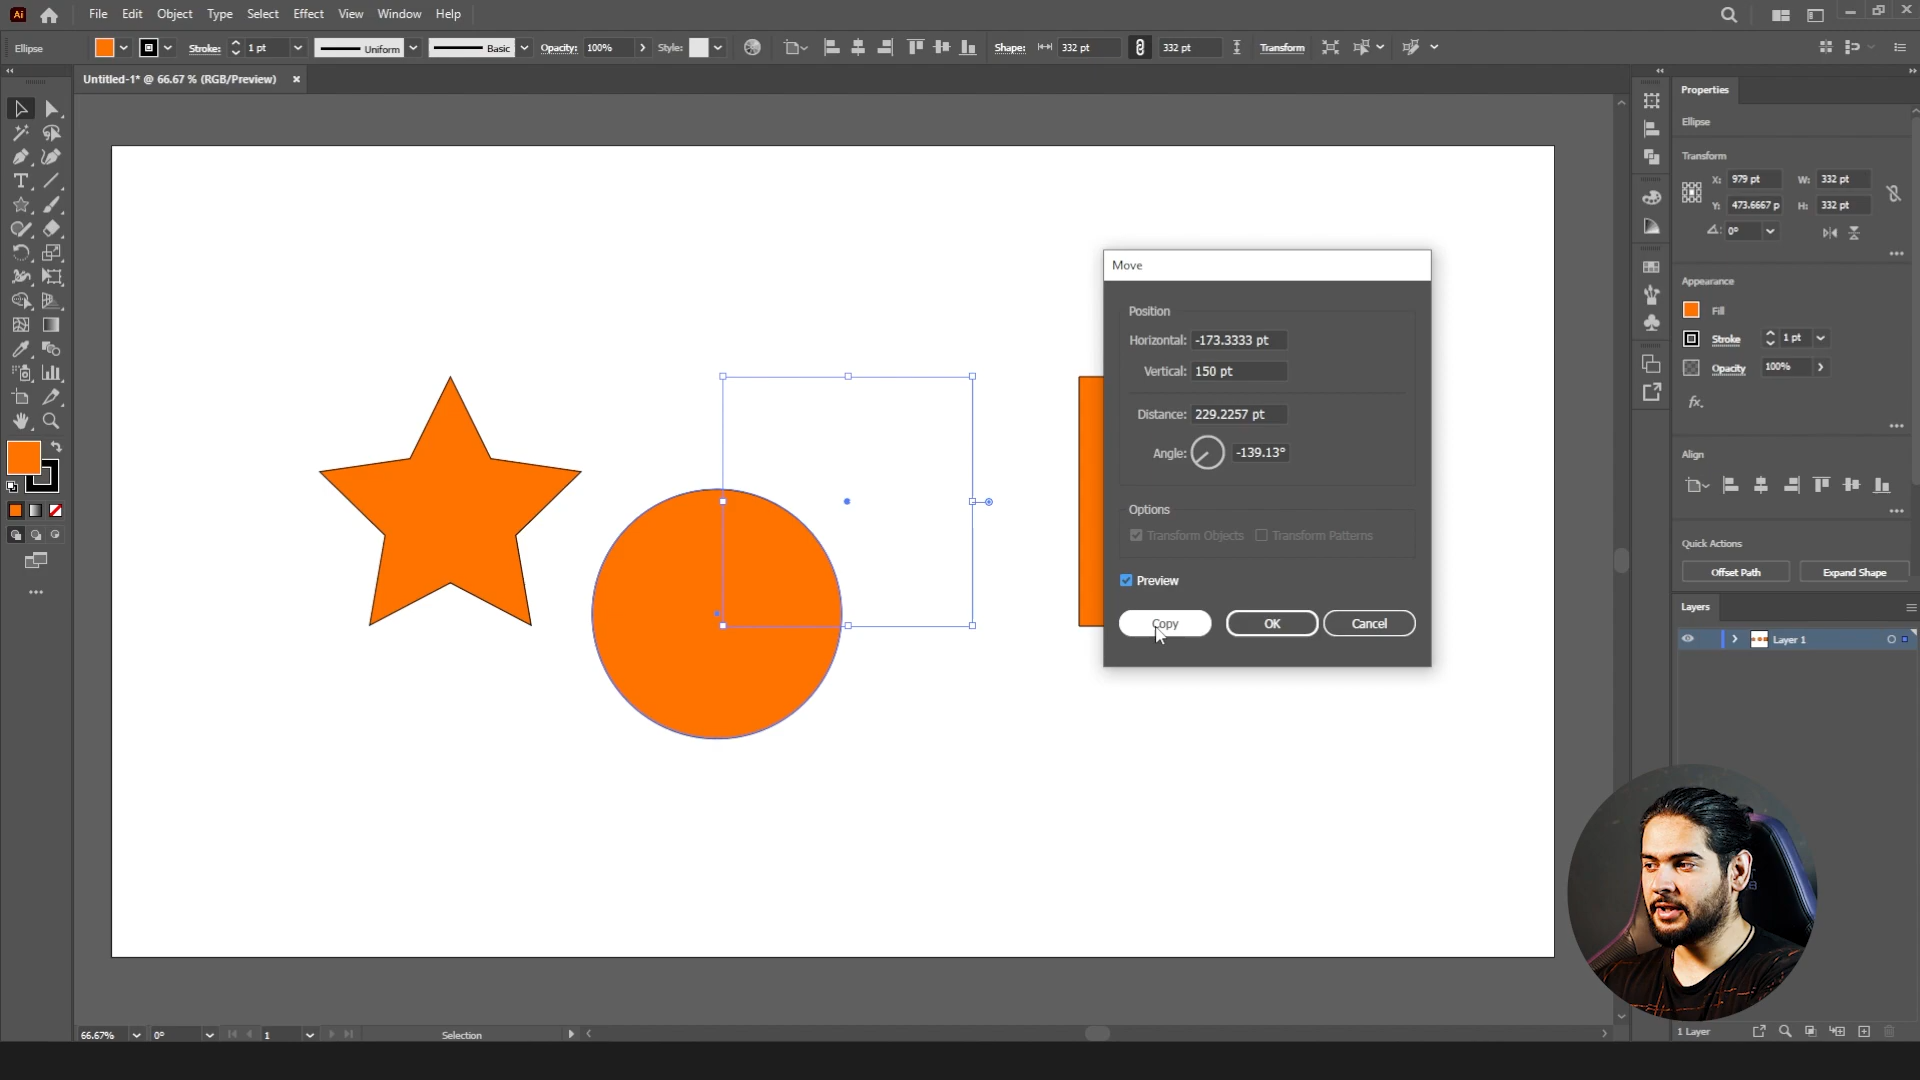 Ai File Edit Object Type Select Effect View Window Help
Ellipse Stroke: 1 pt Uniform Basic Opacity: 100% Style: Shape: 332 pt 332 pt Transform
Untitled-1* @ 66.67 % (RGB/Preview) ×
Properties
Ellipse
Transform
X: 979 pt W: 332 pt
Y: 473.6667 p H: 332 pt
0°
Appearance
Fill
Stroke 1 pt
Opacity 100%
fx.
Align
Quick Actions
Offset Path Expand Shape
Layers
Layer 1
1 Layer
Move
Position
Horizontal: -173.3333 pt
Vertical: 150 pt
Distance: 229.2257 pt
Angle: -139.13°
Options
Transform Objects Transform Patterns
Preview
Copy OK Cancel
66.67% 0° 1 Selection